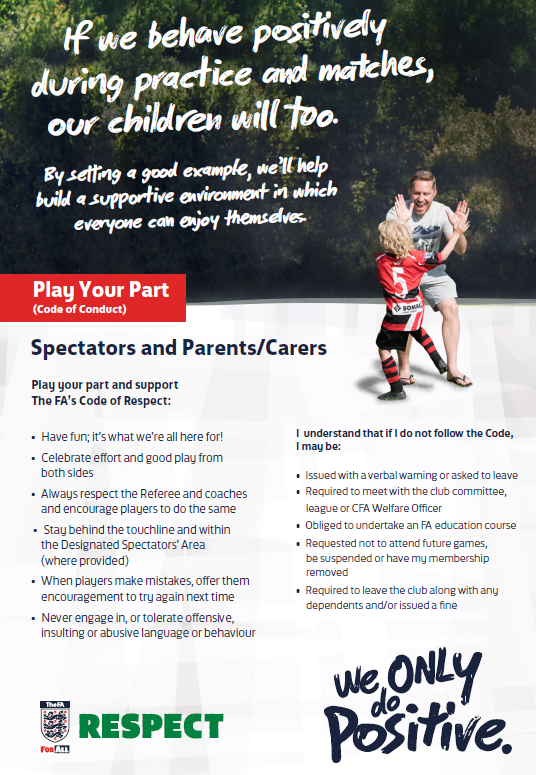 If we behave positively
during practice and matches,
our children will too.
By setting a good example, we'll help
build a supportive environment in which
everyone can enjoy themselves.
5
BOMAG
Play Your Part
(Code of Conduct)
Spectators and Parents/Carers
Play your part and support
The FA's Code of Respect:
• Have fun; it's what we're all here for!
• Celebrate effort and good play from
both sides
• Always respect the Referee and coaches
and encourage players to do the same
• Stay behind the touchline and within
the Designated Spectators' Area
(where provided)
• When players make mistakes, offer them
encouragement to try again next time
• Never engage in, or tolerate offensive,
insulting or abusive language or behaviour
I understand that if I do not follow the Code,
I may be:
• Issued with a verbal warning or asked to leave
• Required to meet with the club committee,
league or CFA Welfare Officer
• Obliged to undertake an FA education course
• Requested not to attend future games,
be suspended or have my membership
removed
• Required to leave the club along with any
dependents and/or issued a fine
TheFA
FOR ALL
RESPECT
We ONLY
do
Positive.